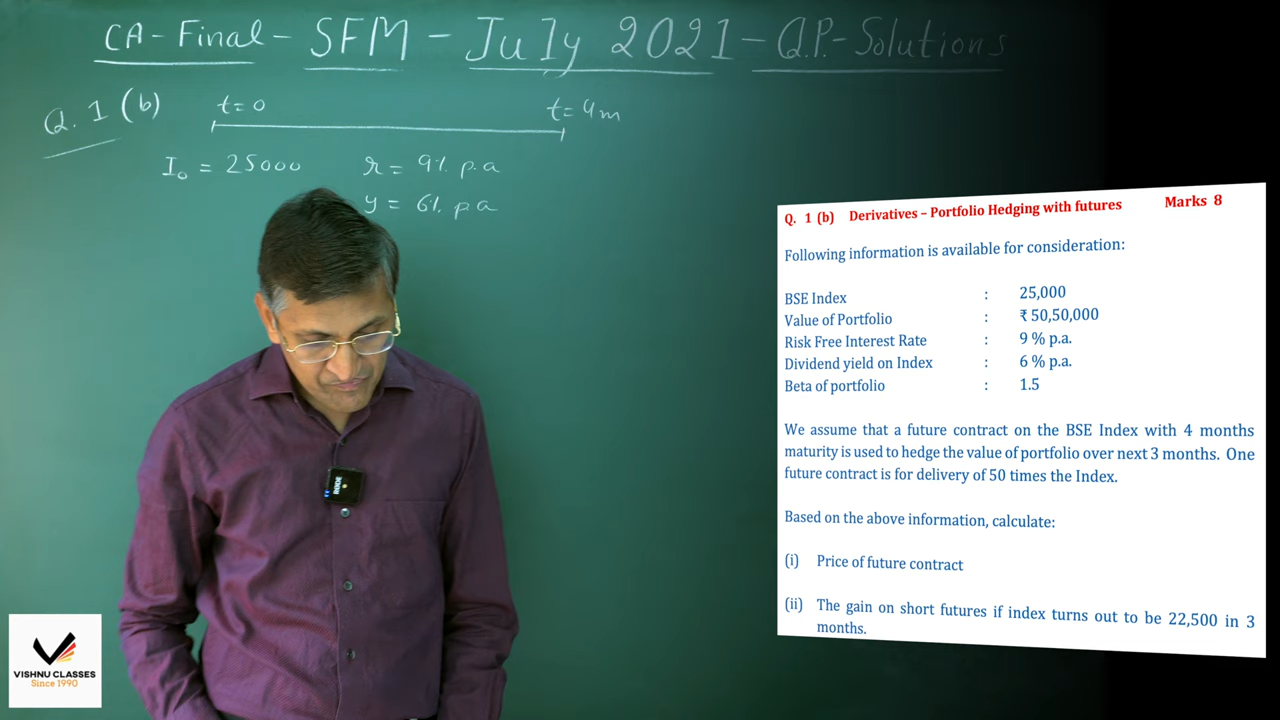 CA-Final-SFM-July 2021-Q.P.-Solutions
Q. 1 (b)
t=0
t=4m
I₀ = 25000
r = 9% p.a
y = 6% p a
Q. 1 (b) Derivatives – Portfolio Hedging with futures Marks 8
Following information is available for consideration:
BSE Index : 25,000
Value of Portfolio : ₹ 50,50,000
Risk Free Interest Rate : 9 % p.a.
Dividend yield on Index : 6 % p.a.
Beta of portfolio : 1.5
We assume that a future contract on the BSE Index with 4 months
maturity is used to hedge the value of portfolio over next 3 months. One
future contract is for delivery of 50 times the Index.
Based on the above information, calculate:
(i) Price of future contract
(ii) The gain on short futures if index turns out to be 22,500 in 3
months.
RODE
VISHNU CLASSES
Since 1990